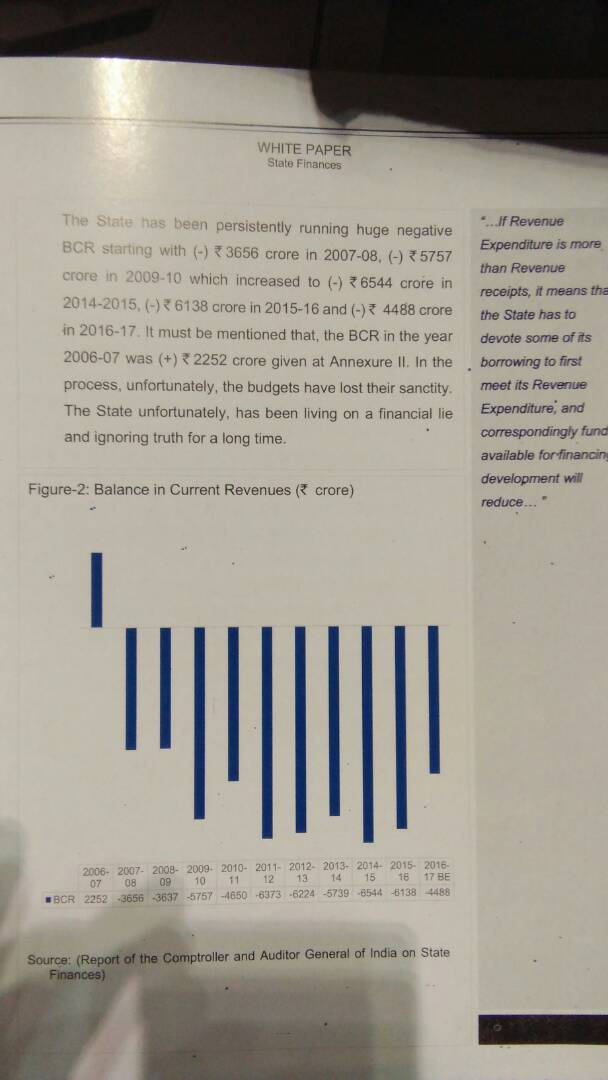 WHITE PAPER
State Finances
The State has been persistently running huge negative
BCR starting with (-) ₹ 3656 crore in 2007-08, (-) ₹ 5757
crore in 2009-10 which increased to (-) ₹ 6544 crore in
2014-2015, (-) ₹ 6138 crore in 2015-16 and (-) ₹ 4488 crore
in 2016-17. It must be mentioned that, the BCR in the year
2006-07 was (+) ₹ 2252 crore given at Annexure II. In the
process, unfortunately, the budgets have lost their sanctity.
The State unfortunately, has been living on a financial lie
and ignoring truth for a long time.
"...If Revenue
Expenditure is more
than Revenue
receipts, it means tha
the State has to
devote some of its
borrowing to first
meet its Revenue
Expenditure, and
correspondingly fund
available for financing
development will
reduce... "
Figure-2: Balance in Current Revenues (₹ crore)
2006- 2007- 2008- 2009- 2010- 2011- 2012- 2013- 2014- 2015- 2016-
07 08 09 10 11 12 13 14 15 16 17 BE
BCR 2252 -3656 -3637 -5757 -4650 -6373 -6224 -5739 -6544 -6138 -4488
Source: (Report of the Comptroller and Auditor General of India on State
Finances)